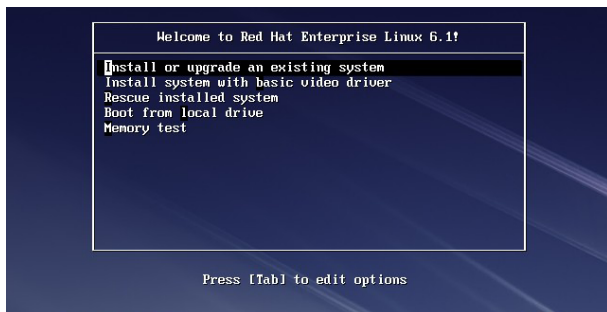 Welcome to Red Hat Enterprise Linux 6.1!
Install or upgrade an existing system
Install system with basic video driver
Rescue installed system
Boot from local drive
Memory test
Press [Tab] to edit options